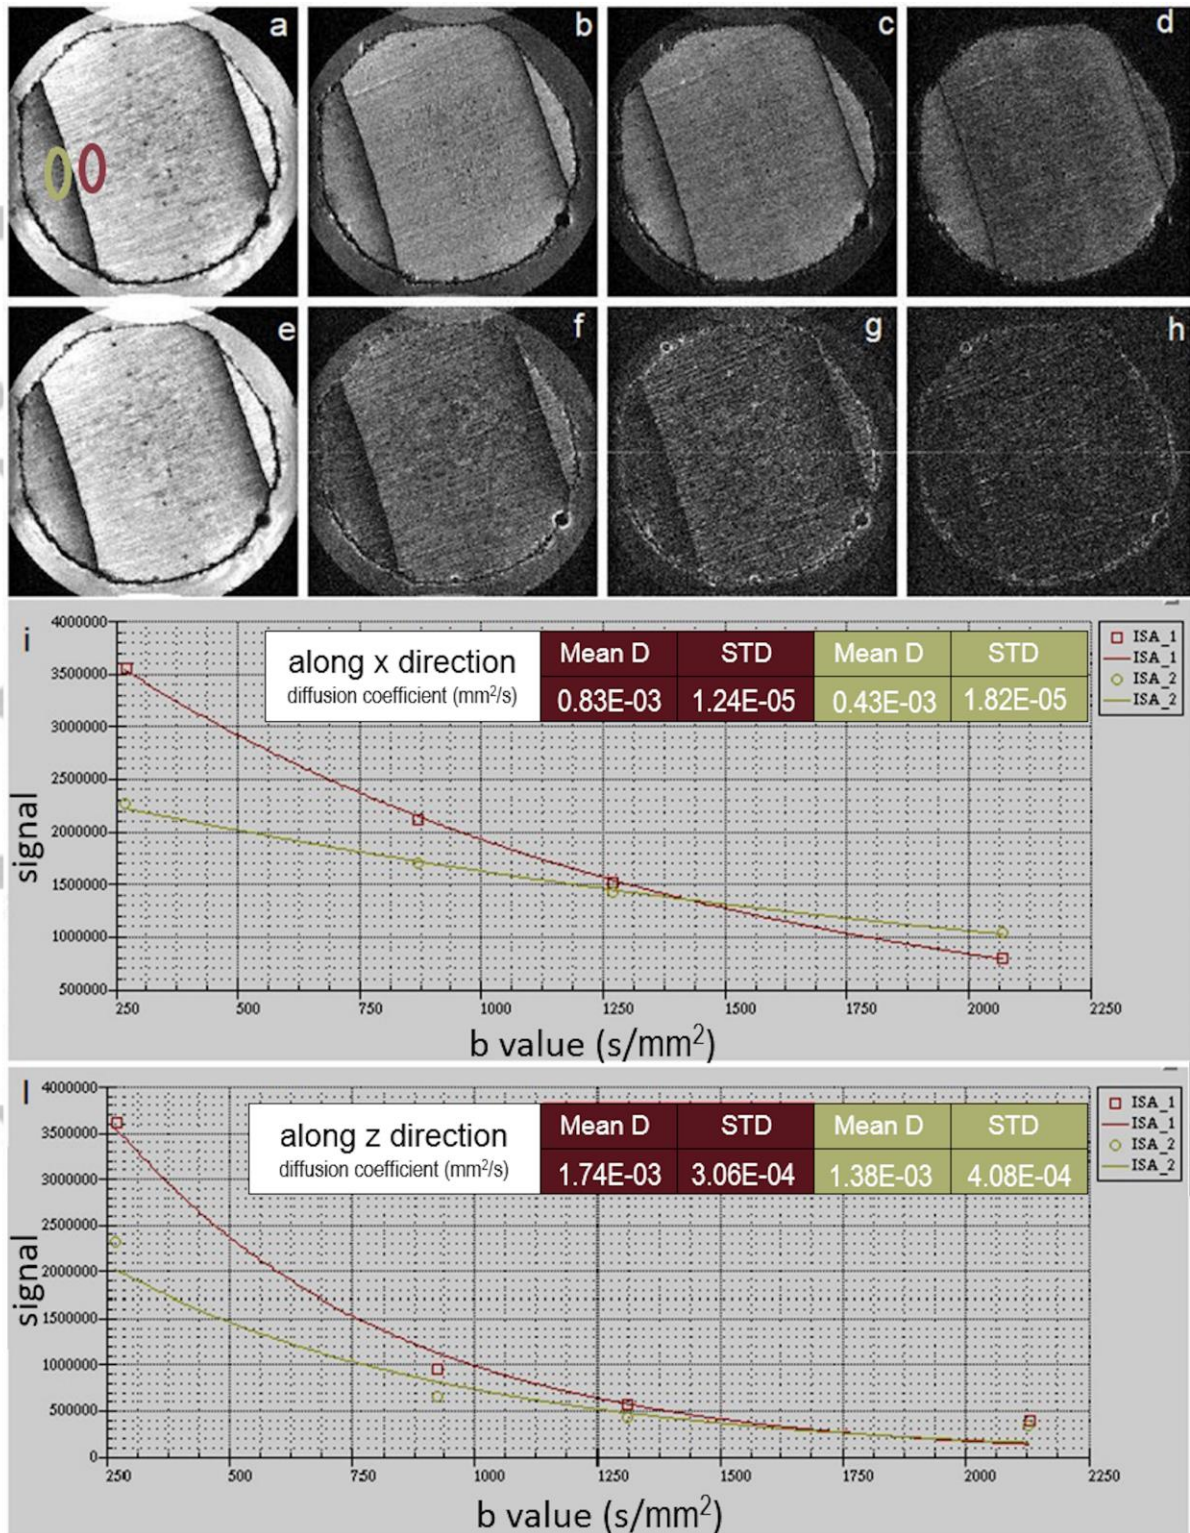 a
b
c
d
e
f
g
h
i
along x direction
diffusion coefficient (mm²/s)
Mean D STD Mean D STD
0.83E-03 1.24E-05 0.43E-03 1.82E-05
ISA_1
ISA_1
ISA_2
ISA_2
4000000
3500000
3000000
2500000
2000000
1500000
1000000
500000
signal
250 500 750 1000 1250 1500 1750 2000 2250
b value (s/mm²)
l
along z direction
diffusion coefficient (mm²/s)
Mean D STD Mean D STD
1.74E-03 3.06E-04 1.38E-03 4.08E-04
ISA_1
ISA_1
ISA_2
ISA_2
4000000
3500000
3000000
2500000
2000000
1500000
1000000
500000
0
signal
250 500 750 1000 1250 1500 1750 2000 2250
b value (s/mm²)